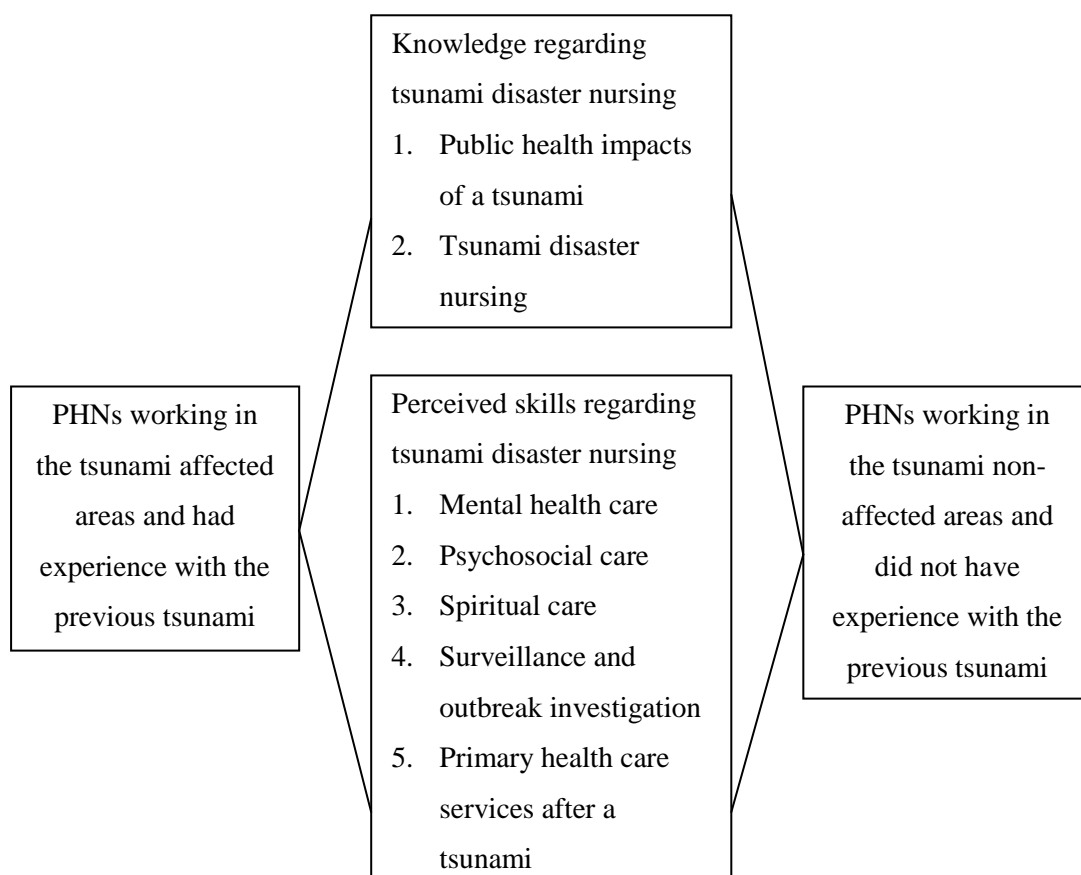 Knowledge regarding
tsunami disaster nursing
1. Public health impacts
of a tsunami
2. Tsunami disaster
nursing
PHNs working in
the tsunami affected
areas and had
experience with the
previous tsunami
Perceived skills regarding
tsunami disaster nursing
1. Mental health care
2. Psychosocial care
3. Spiritual care
4. Surveillance and
outbreak investigation
5. Primary health care
services after a
tsunami
PHNs working in
the tsunami non-
affected areas and
did not have
experience with the
previous tsunami